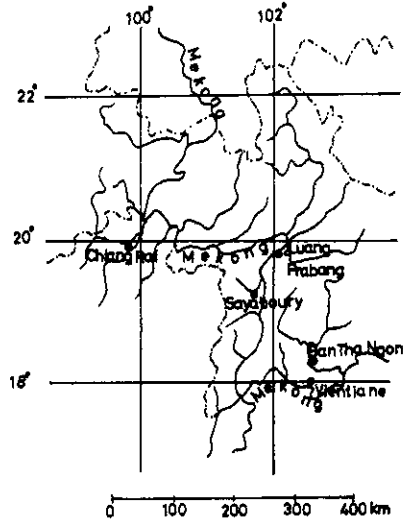 100°
102°
Mekong
22°
20°
Chiang Rai
Mekong
Luang
Prabang
Sayaboury
Ban Tha Ngon
18°
Mekong
Vientiane
0 100 200 300 400 km